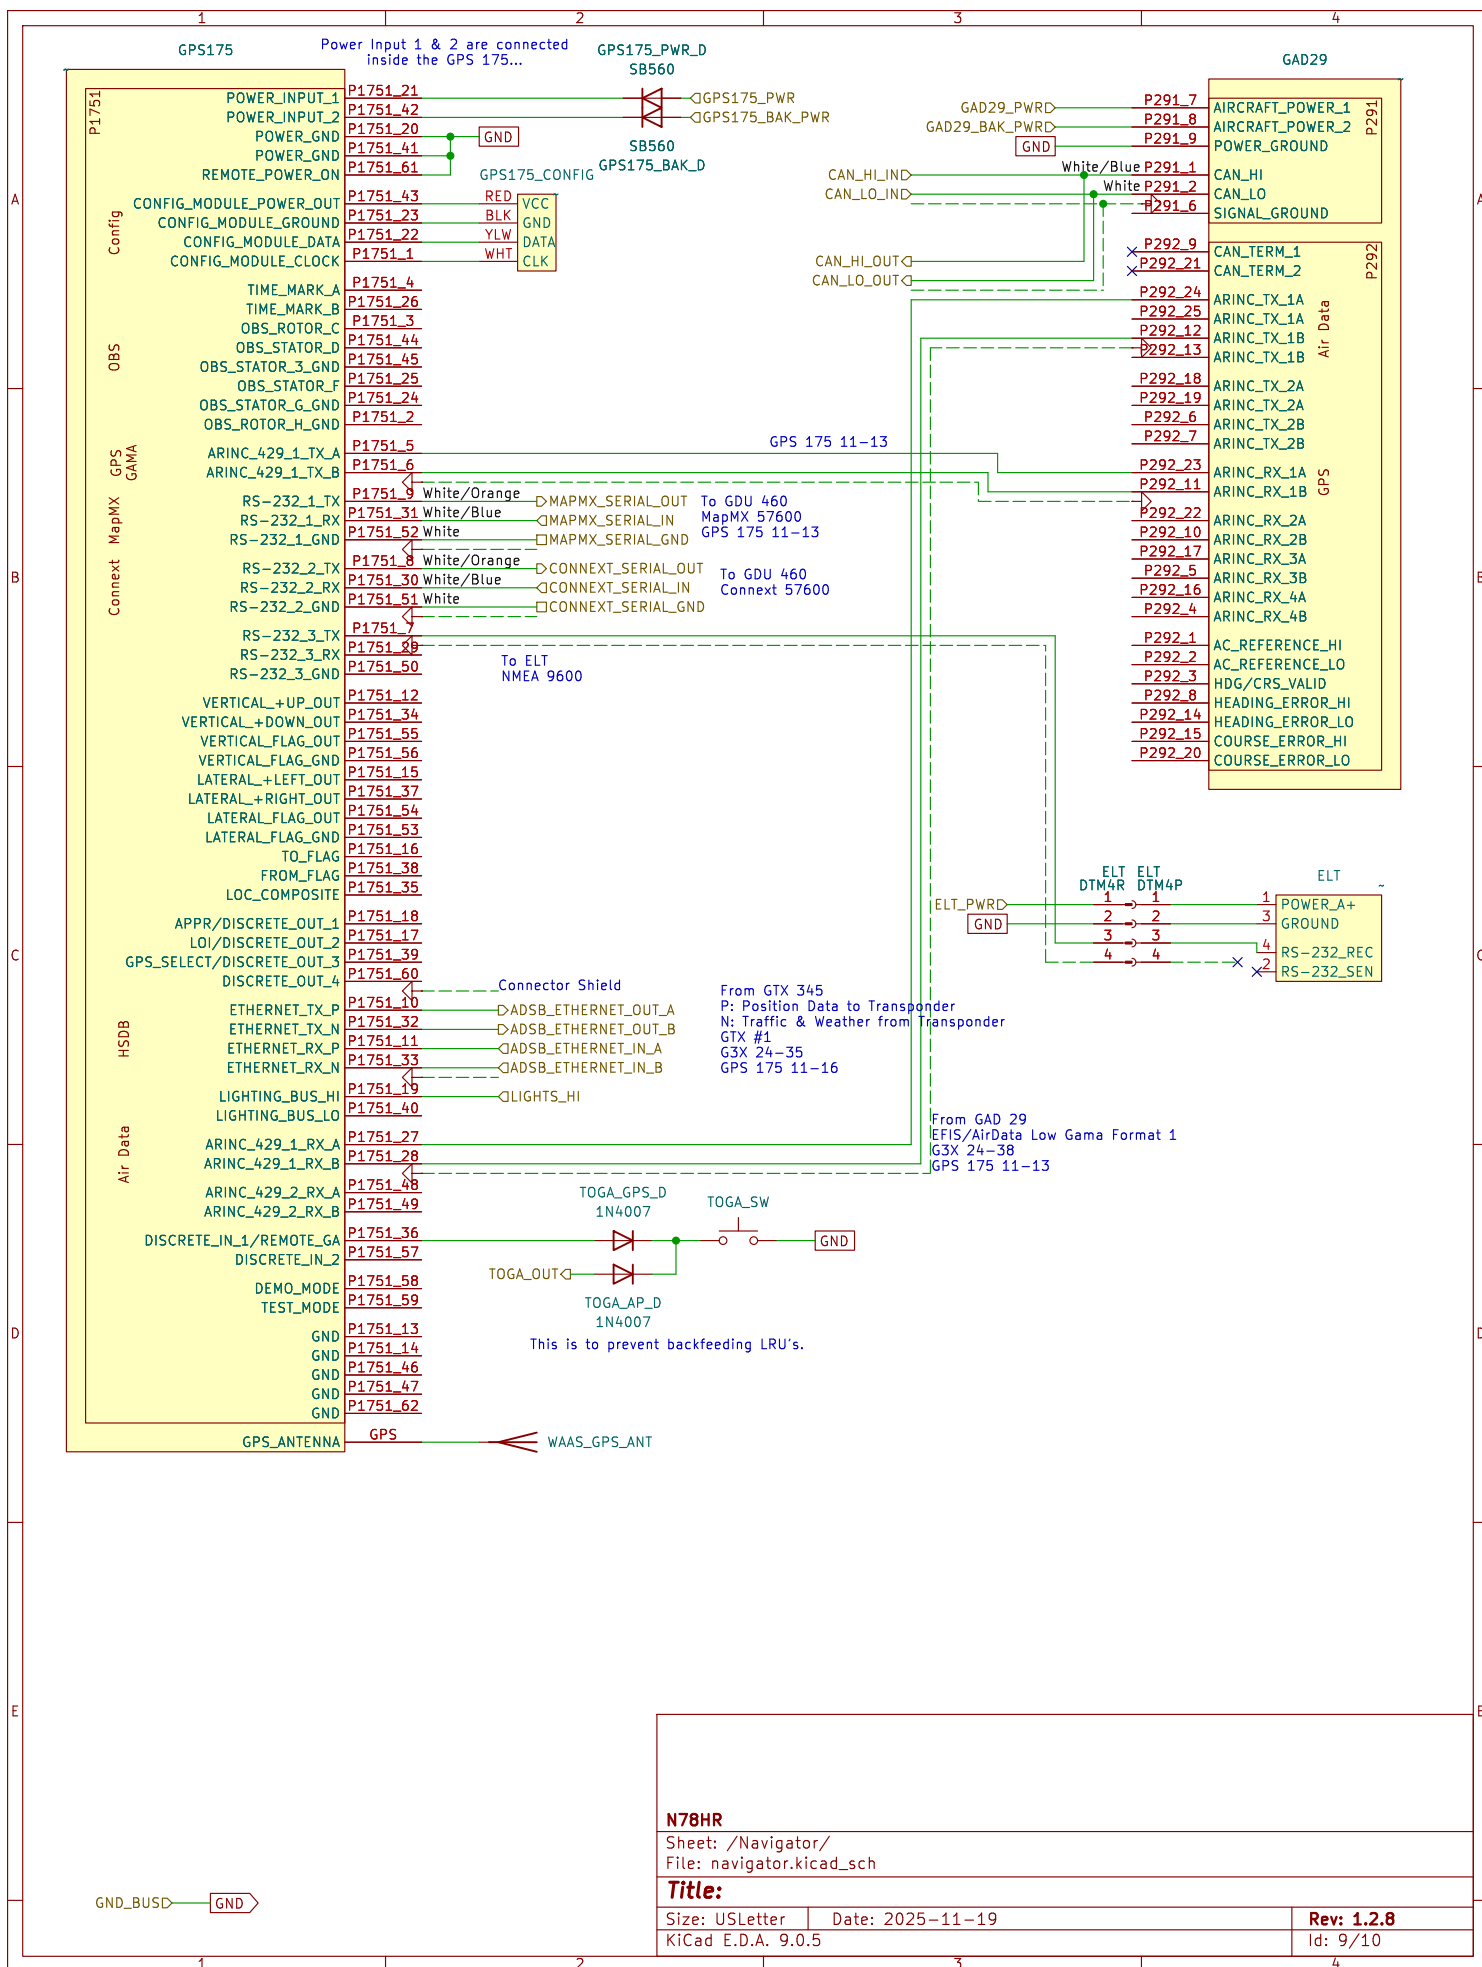 1 2 3 4
GPS175
Power Input 1 & 2 are connected
inside the GPS 175...
GPS175_PWR_D
SB560
GAD29
P1751
POWER_INPUT_1 P1751_21 GPS175_PWR
POWER_INPUT_2 P1751_42 GPS175_BAK_PWR
POWER_GND P1751_20 GND
POWER_GND P1751_41
REMOTE_POWER_ON P1751_61
SB560
GPS175_BAK_D
GPS175_CONFIG
A
Config
CONFIG_MODULE_POWER_OUT P1751_43 RED VCC
CONFIG_MODULE_GROUND P1751_23 BLK GND
CONFIG_MODULE_DATA P1751_22 YLW DATA
CONFIG_MODULE_CLOCK P1751_1 WHT CLK
TIME_MARK_A P1751_4
TIME_MARK_B P1751_26
OBS
OBS_ROTOR_C P1751_3
OBS_STATOR_D P1751_44
OBS_STATOR_3_GND P1751_45
OBS_STATOR_F P1751_25
OBS_STATOR_G_GND P1751_24
OBS_ROTOR_H_GND P1751_2
GPS
GAMA
ARINC_429_1_TX_A P1751_5
ARINC_429_1_TX_B P1751_6
GPS 175 11-13
MapMX
RS-232_1_TX P1751_9 White/Orange MAPMX_SERIAL_OUT
RS-232_1_RX P1751_31 White/Blue MAPMX_SERIAL_IN
RS-232_1_GND P1751_52 White MAPMX_SERIAL_GND
To GDU 460
MapMX 57600
GPS 175 11-13
B
Connext
RS-232_2_TX P1751_8 White/Orange CONNEXT_SERIAL_OUT
RS-232_2_RX P1751_30 White/Blue CONNEXT_SERIAL_IN
RS-232_2_GND P1751_51 White CONNEXT_SERIAL_GND
To GDU 460
Connext 57600
RS-232_3_TX P1751_7
RS-232_3_RX P1751_29
RS-232_3_GND P1751_50
To ELT
NMEA 9600
VERTICAL_+UP_OUT P1751_12
VERTICAL_+DOWN_OUT P1751_34
VERTICAL_FLAG_OUT P1751_55
VERTICAL_FLAG_GND P1751_56
LATERAL_+LEFT_OUT P1751_15
LATERAL_+RIGHT_OUT P1751_37
LATERAL_FLAG_OUT P1751_54
LATERAL_FLAG_GND P1751_53
TO_FLAG P1751_16
FROM_FLAG P1751_38
LOC_COMPOSITE P1751_35
APPR/DISCRETE_OUT_1 P1751_18
LOI/DISCRETE_OUT_2 P1751_17
GPS_SELECT/DISCRETE_OUT_3 P1751_39
DISCRETE_OUT_4 P1751_60
C
Connector Shield
HSDB
ETHERNET_TX_P P1751_10 ADSB_ETHERNET_OUT_A
ETHERNET_TX_N P1751_32 ADSB_ETHERNET_OUT_B
ETHERNET_RX_P P1751_11 ADSB_ETHERNET_IN_A
ETHERNET_RX_N P1751_33 ADSB_ETHERNET_IN_B
From GTX 345
P: Position Data to Transponder
N: Traffic & Weather from Transponder
GTX #1
G3X 24-35
GPS 175 11-16
LIGHTING_BUS_HI P1751_19 LIGHTS_HI
LIGHTING_BUS_LO P1751_40
Air Data
ARINC_429_1_RX_A P1751_27
ARINC_429_1_RX_B P1751_28
From GAD 29
EFIS/AirData Low Gama Format 1
G3X 24-38
GPS 175 11-13
ARINC_429_2_RX_A P1751_48
ARINC_429_2_RX_B P1751_49
TOGA_GPS_D
1N4007
TOGA_SW
DISCRETE_IN_1/REMOTE_GA P1751_36 GND
DISCRETE_IN_2 P1751_57
TOGA_OUT
TOGA_AP_D
1N4007
This is to prevent backfeeding LRU's.
DEMO_MODE P1751_58
TEST_MODE P1751_59
D
GND P1751_13
GND P1751_14
GND P1751_46
GND P1751_47
GND P1751_62
GPS_ANTENNA GPS WAAS_GPS_ANT
P291
GAD29_PWR P291_7 AIRCRAFT_POWER_1
GAD29_BAK_PWR P291_8 AIRCRAFT_POWER_2
GND P291_9 POWER_GROUND
CAN_HI_IN White/Blue P291_1 CAN_HI
CAN_LO_IN White P291_2 CAN_LO
P291_6 SIGNAL_GROUND
A
P292
CAN_HI_OUT P292_9 CAN_TERM_1
CAN_LO_OUT P292_21 CAN_TERM_2
Air Data
P292_24 ARINC_TX_1A
P292_25 ARINC_TX_1A
P292_12 ARINC_TX_1B
P292_13 ARINC_TX_1B
P292_18 ARINC_TX_2A
P292_19 ARINC_TX_2A
P292_6 ARINC_TX_2B
P292_7 ARINC_TX_2B
GPS
P292_23 ARINC_RX_1A
P292_11 ARINC_RX_1B
P292_22 ARINC_RX_2A
P292_10 ARINC_RX_2B
P292_17 ARINC_RX_3A
P292_5 ARINC_RX_3B
P292_16 ARINC_RX_4A
P292_4 ARINC_RX_4B
P292_1 AC_REFERENCE_HI
P292_2 AC_REFERENCE_LO
P292_3 HDG/CRS_VALID
P292_8 HEADING_ERROR_HI
P292_14 HEADING_ERROR_LO
P292_15 COURSE_ERROR_HI
P292_20 COURSE_ERROR_LO
ELT ELT ELT
DTM4R DTM4P
ELT_PWR 1 1 1 POWER_A+
GND 2 2 3 GROUND
3 3 4 RS-232_REC
4 4 2 RS-232_SEN
E
N78HR
Sheet: /Navigator/
File: navigator.kicad_sch
Title:
Size: USLetter Date: 2025-11-19 Rev: 1.2.8
KiCad E.D.A. 9.0.5 Id: 9/10
GND_BUS GND
1 2 3 4